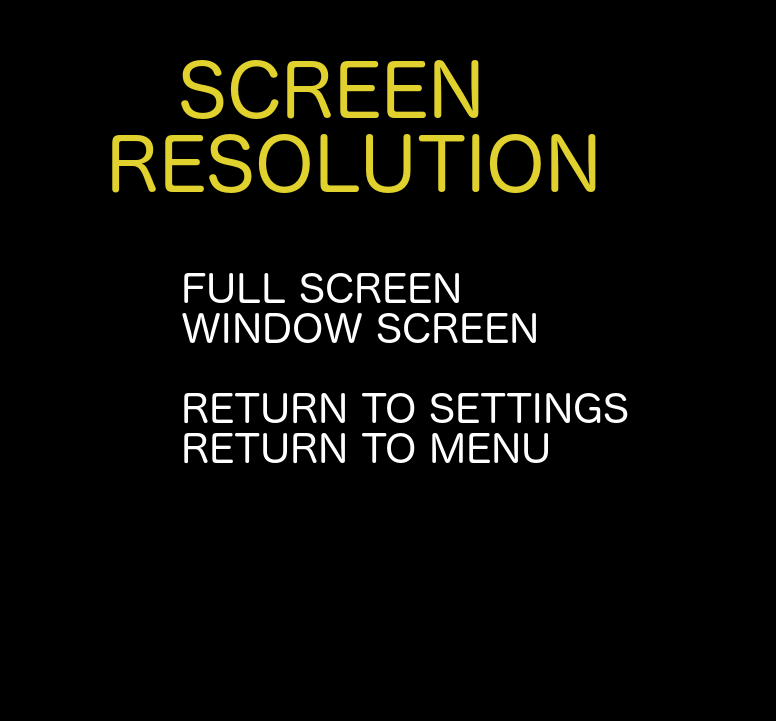 SCREEN
RESOLUTION
FULL SCREEN
WINDOW SCREEN
RETURN TO SETTINGS
RETURN TO MENU